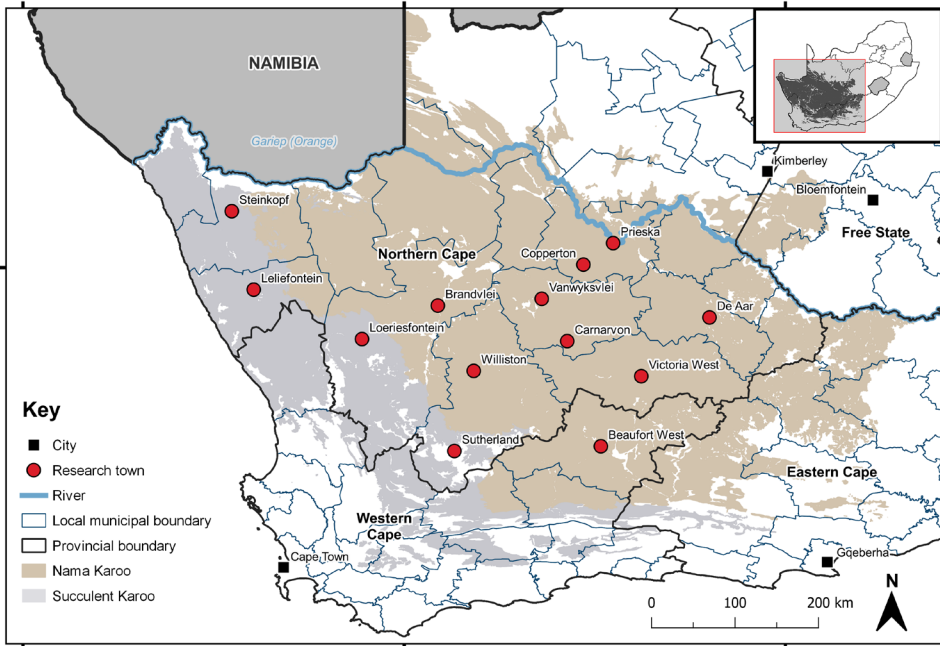 NAMIBIA
Gariep (Orange)
Kimberley
Bloemfontein
Free State
Steinkopf
Prieska
Northern Cape
Copperton
Leliefontein
Vanwyksvlei
Brandvlei
De Aar
Loeriesfontein
Carnarvon
Williston
Victoria West
Key
City
Sutherland
Beaufort West
Research town
Eastern Cape
River
Western
Cape
Local municipal boundary
Provincial boundary
Cape Town
Gqeberha
Nama Karoo
N
Succulent Karoo
0 100 200 km